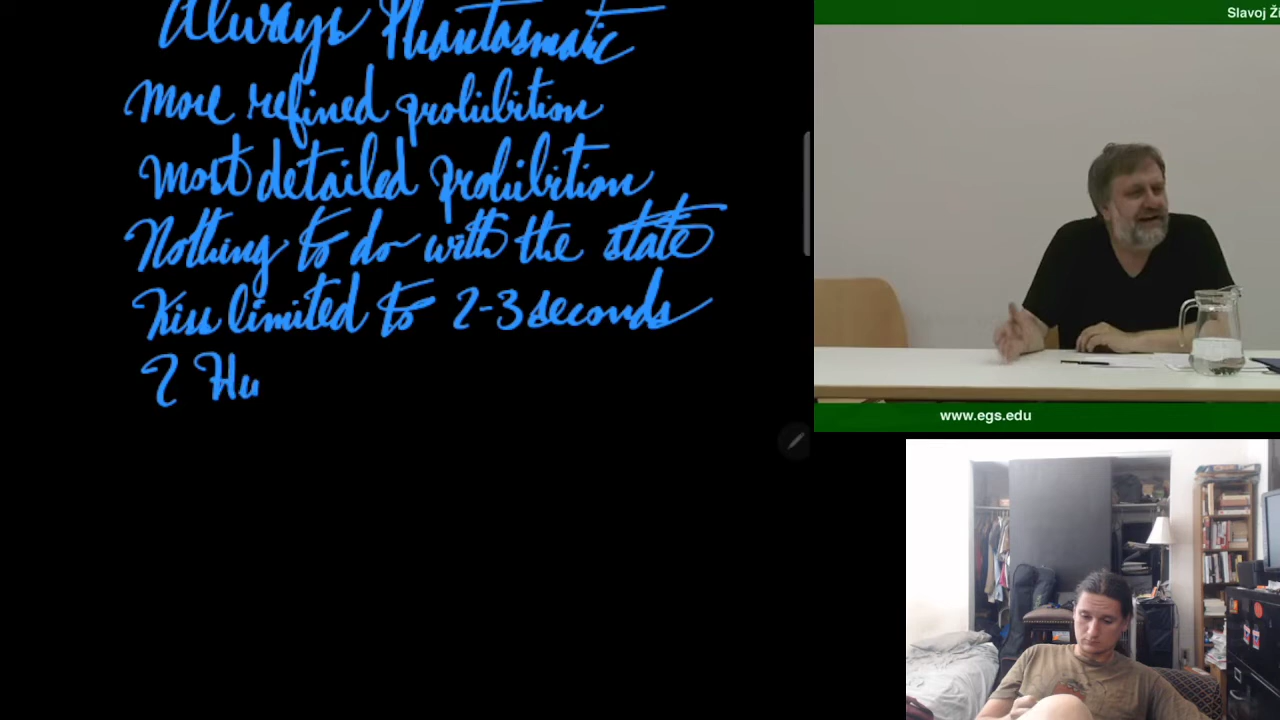 Always Phantasmatic
More refined prohibition
Most detailed prohibition
Nothing to do with the state
Kiss limited to 2-3 seconds
2 Hu
Slavoj Ži
www.egs.edu